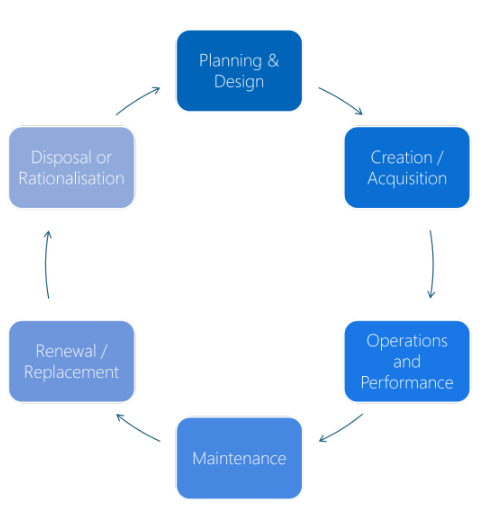 Planning &
Design
Creation /
Acquisition
Operations
and
Performance
Maintenance
Renewal /
Replacement
Disposal or
Rationalisation